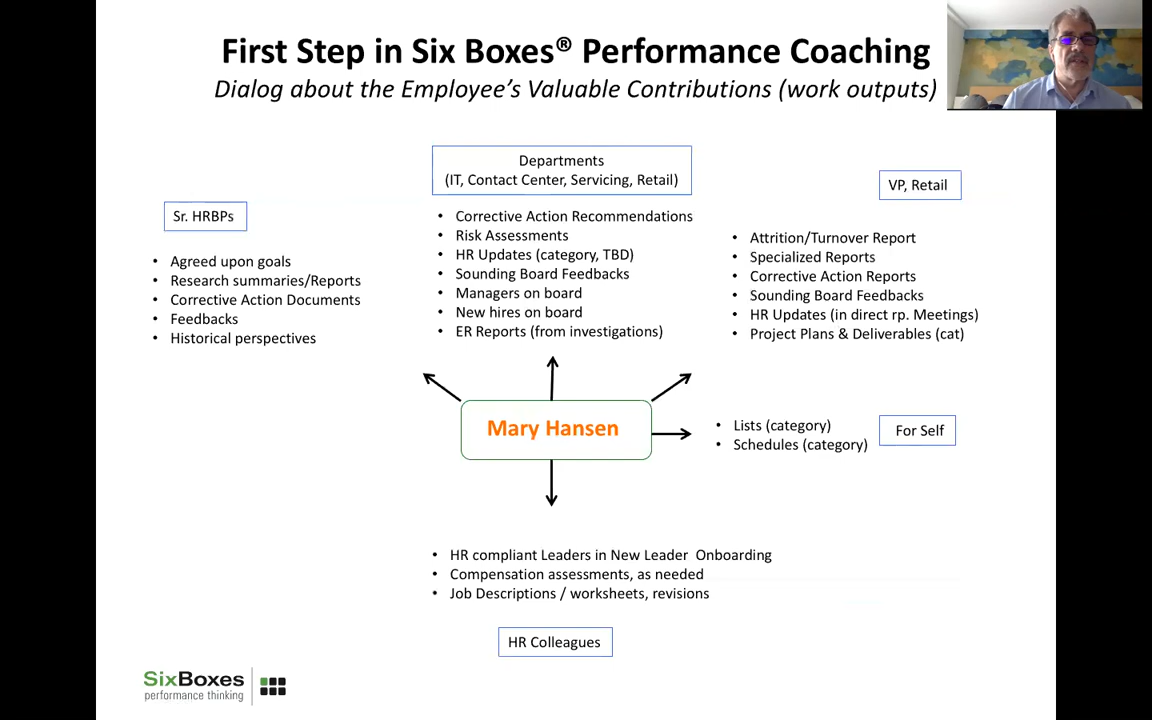 First Step in Six Boxes® Performance Coaching
Dialog about the Employee's Valuable Contributions (work outputs)
Departments
(IT, Contact Center, Servicing, Retail)
• Corrective Action Recommendations
• Risk Assessments
• HR Updates (category, TBD)
• Sounding Board Feedbacks
• Managers on board
• New hires on board
• ER Reports (from investigations)
VP, Retail
• Attrition/Turnover Report
• Specialized Reports
• Corrective Action Reports
• Sounding Board Feedbacks
• HR Updates (in direct rp. Meetings)
• Project Plans & Deliverables (cat)
Sr. HRBPs
• Agreed upon goals
• Research summaries/Reports
• Corrective Action Documents
• Feedbacks
• Historical perspectives
Mary Hansen
• Lists (category)
• Schedules (category)
For Self
• HR compliant Leaders in New Leader Onboarding
• Compensation assessments, as needed
• Job Descriptions / worksheets, revisions
HR Colleagues
SixBoxes
performance thinking